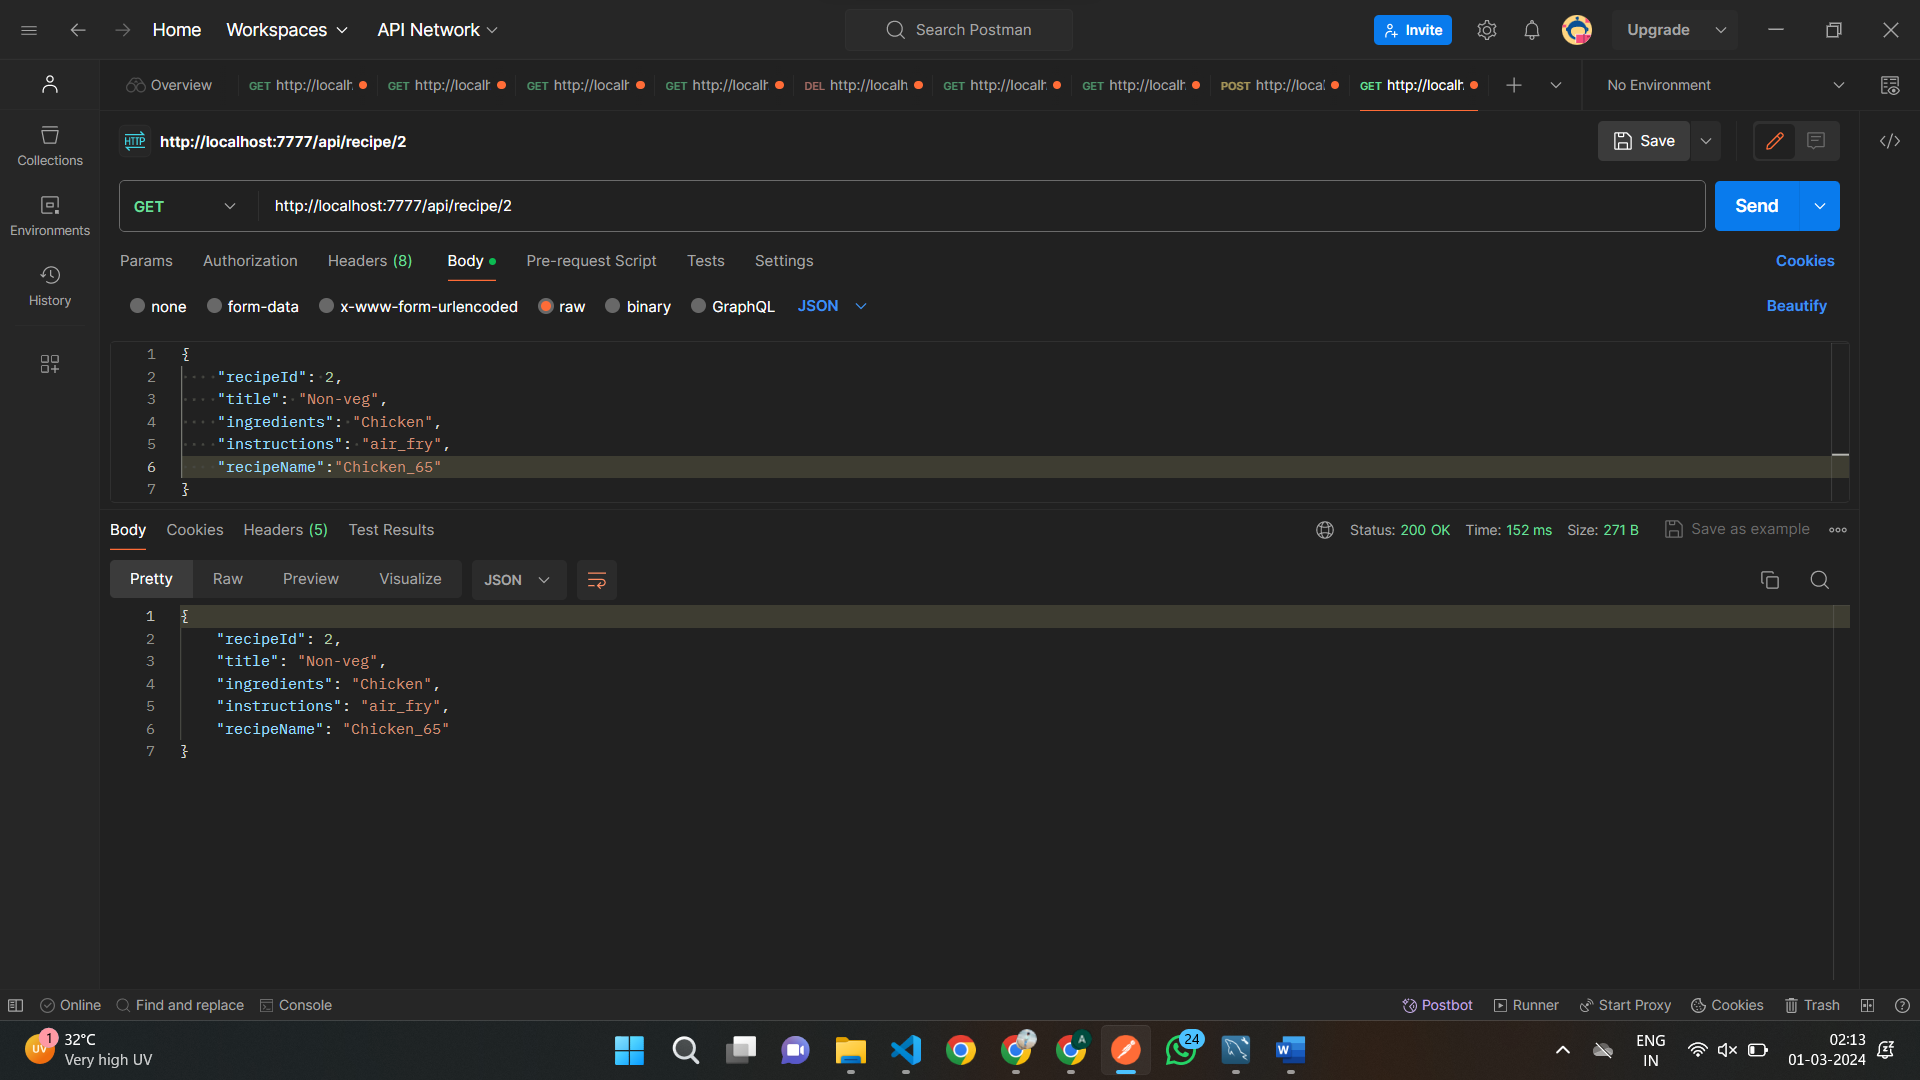 Home Workspaces API Network Search Postman Invite Upgrade
Overview GET http://localh GET http://localh GET http://localh GET http://localh DEL http://localh GET http://localh GET http://localh POST http://local GET http://localh No Environment
HTTP http://localhost:7777/api/recipe/2 Save
GET http://localhost:7777/api/recipe/2 Send
Collections
Environments
History
Params Authorization Headers (8) Body Pre-request Script Tests Settings Cookies
none form-data x-www-form-urlencoded raw binary GraphQL JSON Beautify
1 {
2 "recipeId": 2,
3 "title": "Non-veg",
4 "ingredients": "Chicken",
5 "instructions": "air_fry",
6 "recipeName":"Chicken_65"
7 }
Body Cookies Headers (5) Test Results Status: 200 OK Time: 152 ms Size: 271 B Save as example
Pretty Raw Preview Visualize JSON
1 {
2 "recipeId": 2,
3 "title": "Non-veg",
4 "ingredients": "Chicken",
5 "instructions": "air_fry",
6 "recipeName": "Chicken_65"
7 }
Online Find and replace Console Postbot Runner Start Proxy Cookies Trash
UV 1 32°C
Very high UV
A
24
W
ENG
IN
02:13
01-03-2024